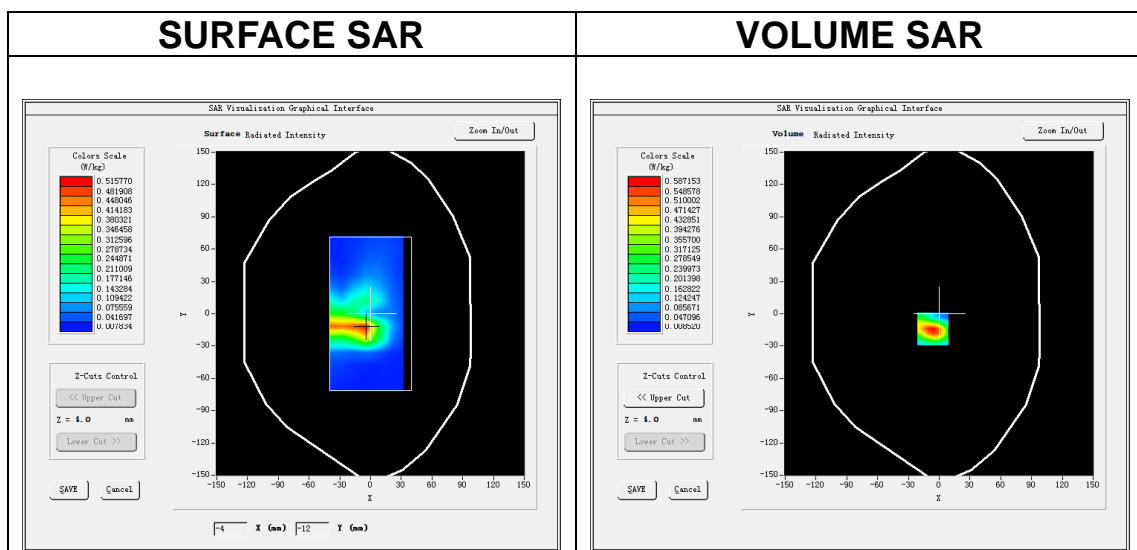 SURFACE SAR
VOLUME SAR
SAR Visualisation Graphical Interface
Surface Radiated Intensity
Zoom In/Out
Colors Scale
(W/kg)
0.515770
0.481908
0.448046
0.414183
0.380321
0.346458
0.312596
0.278734
0.244871
0.211009
0.177146
0.143284
0.109422
0.075559
0.041697
0.007834
Z-Cuts Control
<< Upper Cut
Z = 4.0 mm
Lower Cut >>
SAVE Cancel
150
120
90
60
30
0
-30
-60
-90
-120
-150
Y
-150 -120 -90 -60 -30 0 30 60 90 120 150
X
-4 X (mm) -12 Y (mm)
SAR Visualisation Graphical Interface
Volume Radiated Intensity
Zoom In/Out
Colors Scale
(W/kg)
0.587153
0.548578
0.510002
0.471427
0.432851
0.394276
0.355700
0.317125
0.278549
0.239973
0.201398
0.162822
0.124247
0.085671
0.047096
0.008520
Z-Cuts Control
<< Upper Cut
Z = 4.0 mm
Lower Cut >>
SAVE Cancel
150
120
90
60
30
0
-30
-60
-90
-120
-150
Y
-150 -120 -90 -60 -30 0 30 60 90 120 150
X